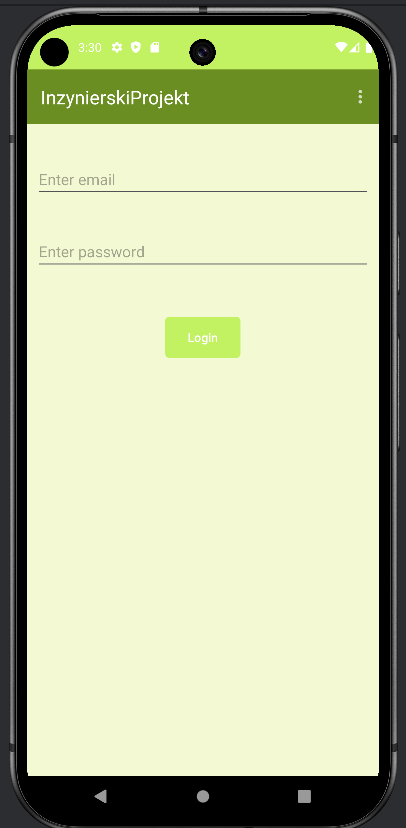 3:30
InzynierskiProjekt
Enter email
Enter password
Login